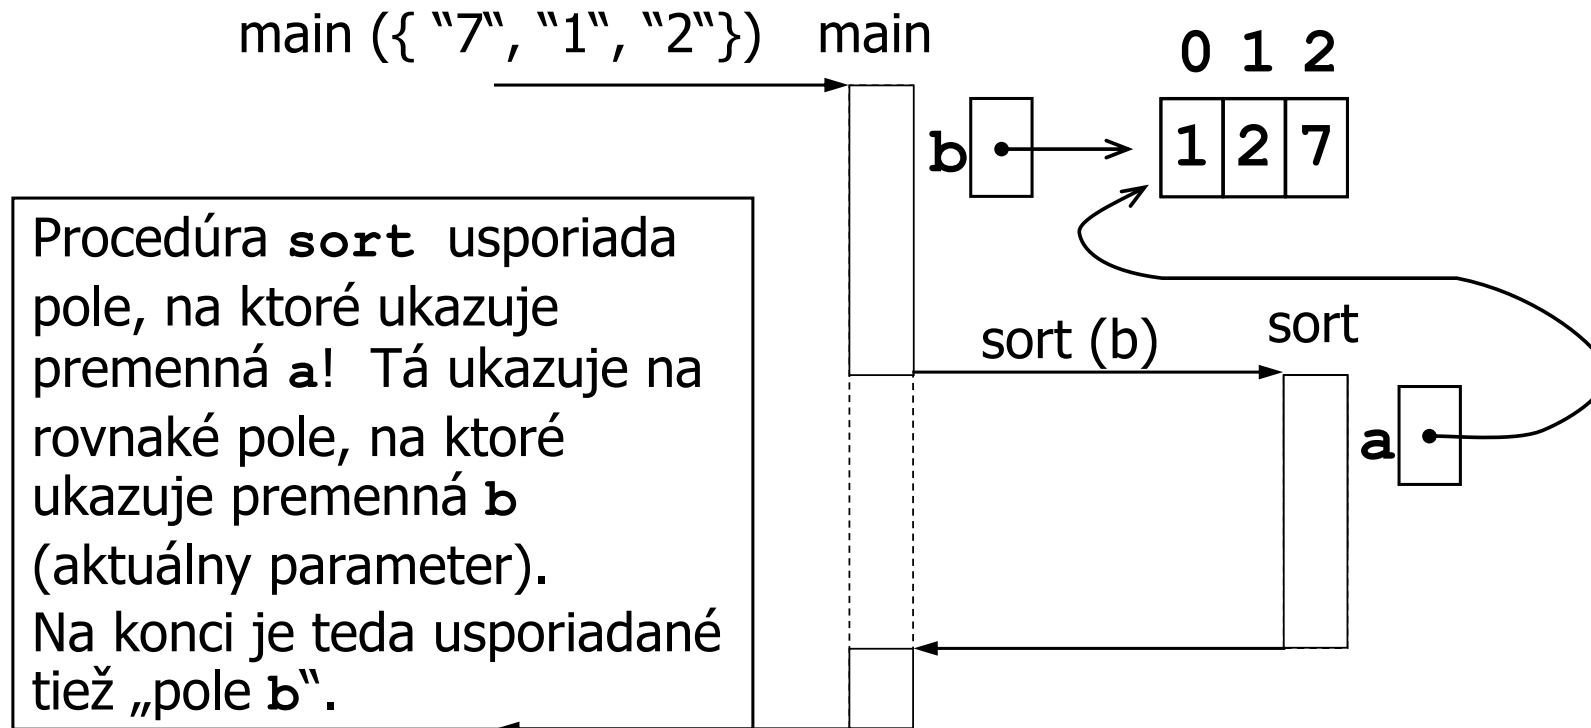 main ({ “7“, “1“, “2“}) main
0 1 2
b 1 2 7
Procedúra sort usporiada
pole, na ktoré ukazuje
premenná a! Tá ukazuje na
rovnaké pole, na ktoré
ukazuje premenná b
(aktuálny parameter).
Na konci je teda usporiadané
tiež „pole b“.
sort (b) sort
a